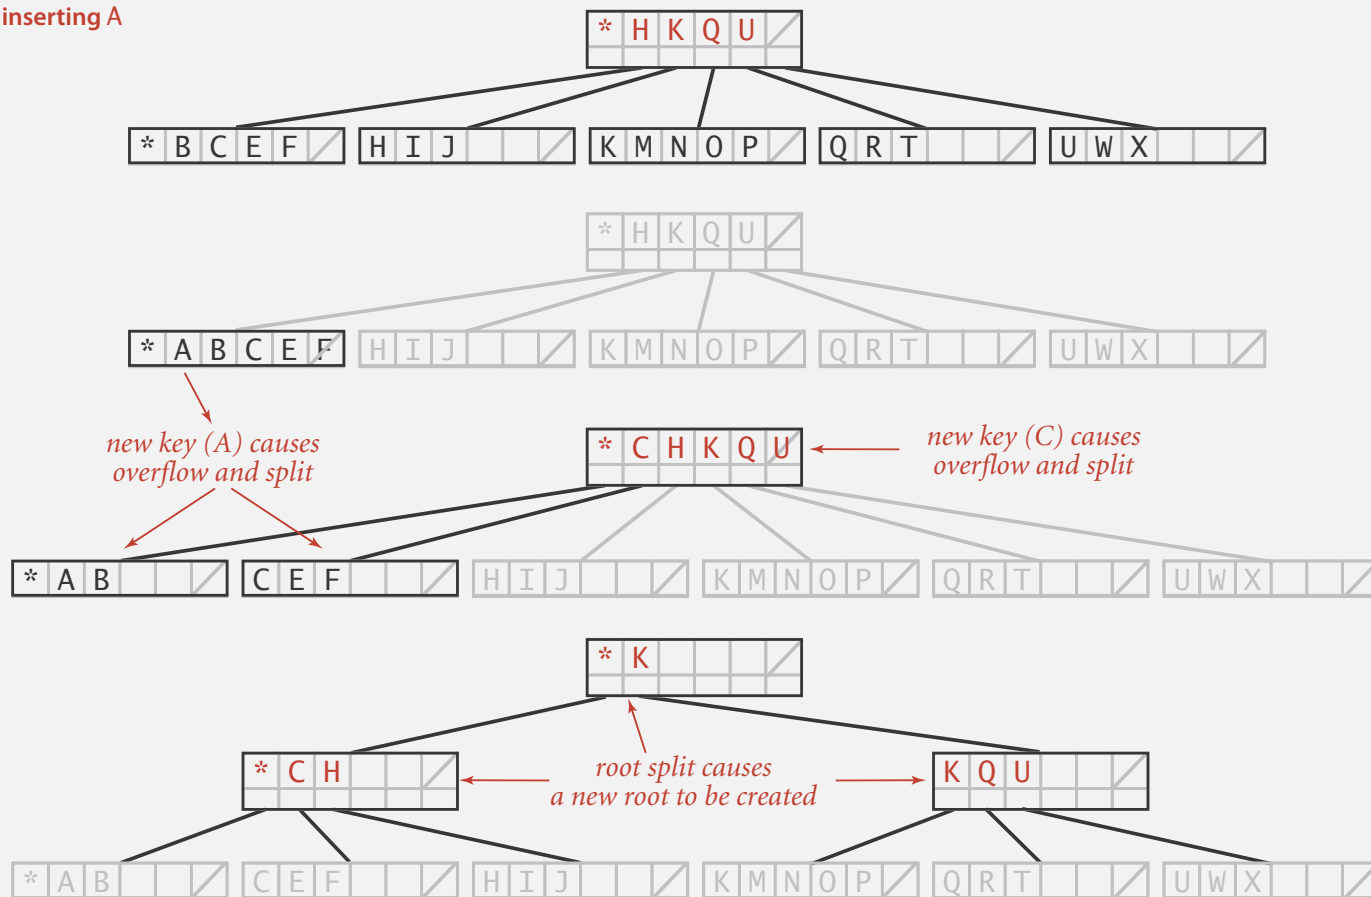 inserting A
* H K Q U
* B C E F
H I J
K M N O P
Q R T
U W X
* H K Q U
* A B C E F
H I J
K M N O P
Q R T
U W X
new key (A) causes
overflow and split
* C H K Q U
new key (C) causes
overflow and split
* A B
C E F
H I J
K M N O P
Q R T
U W X
* K
* C H
root split causes
a new root to be created
K Q U
* A B
C E F
H I J
K M N O P
Q R T
U W X